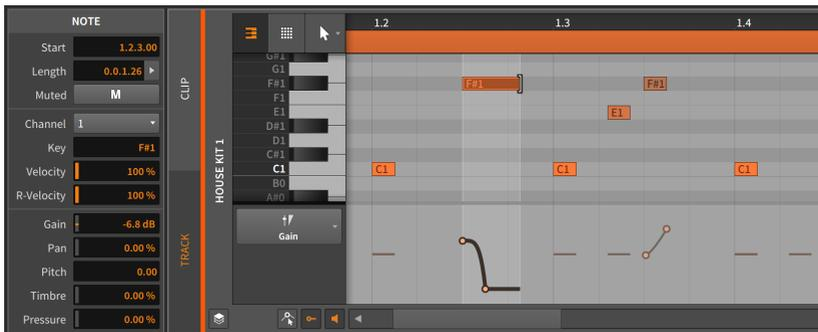 NOTE
Start 1.2.3.00
Length 0.0.1.26
Muted M
Channel 1
Key F#1
Velocity 100 %
R-Velocity 100 %
Gain -6.8 dB
Pan 0.00 %
Pitch 0.00
Timbre 0.00 %
Pressure 0.00 %
CLIP
TRACK
HOUSE KIT 1
1.2 1.3 1.4
G#1
G1
F#1 F#1 F#1
F1
E1 E1
D#1
D1
C#1
C1 C1 C1 C1
B0
A#0
Gain